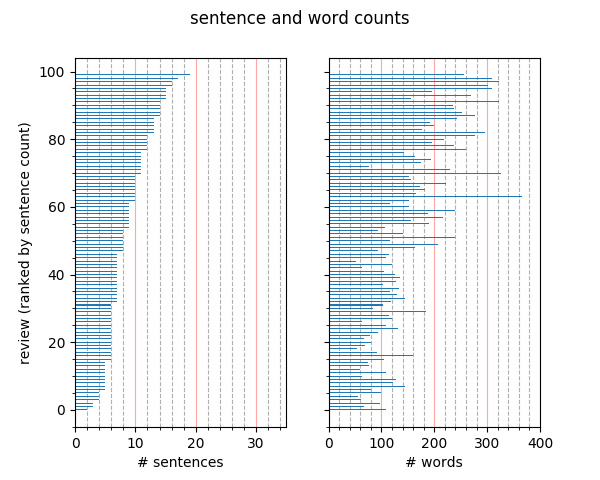 sentence and word counts
review (ranked by sentence count)
100
80
60
40
20
0
0 10 20 30
# sentences
0 100 200 300 400
# words